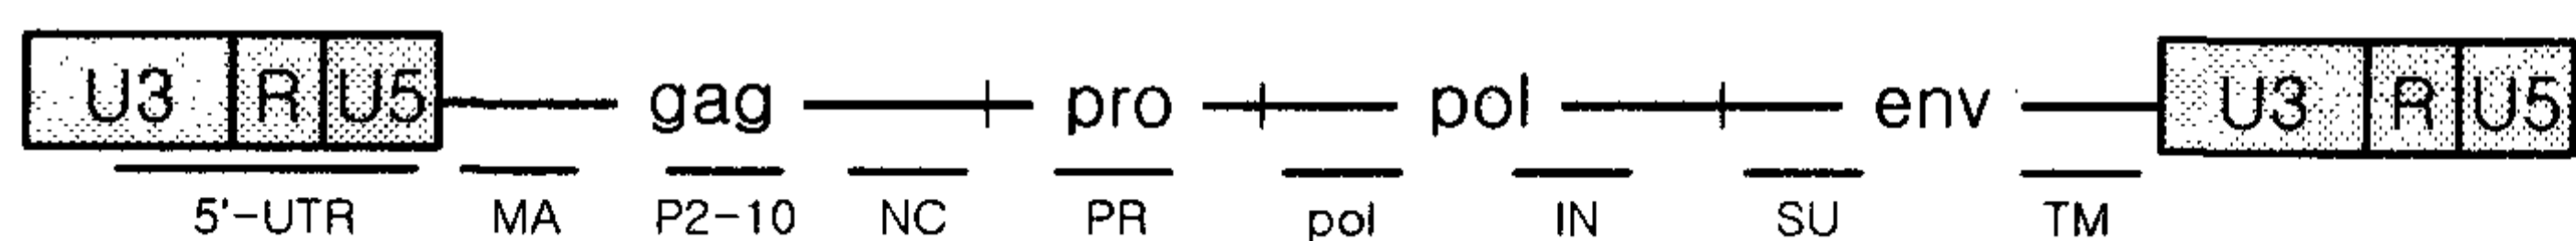 U3 R U5 gag pro pol env U3 R U5
5'-UTR MA P2-10 NC PR pol IN SU TM